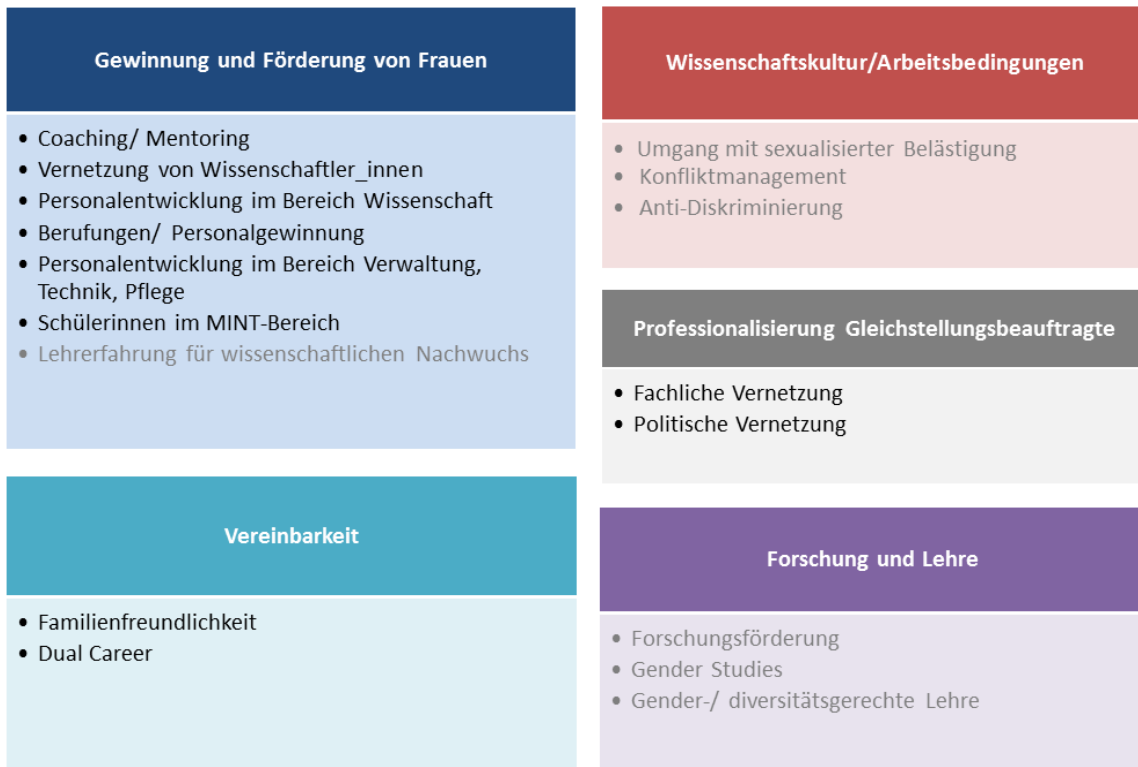 Gewinnung und Förderung von Frauen
• Coaching/ Mentoring
• Vernetzung von Wissenschaftler_innen
• Personalentwicklung im Bereich Wissenschaft
• Berufungen/ Personalgewinnung
• Personalentwicklung im Bereich Verwaltung,
Technik, Pflege
• Schülerinnen im MINT-Bereich
• Lehrerfahrung für wissenschaftlichen Nachwuchs
Wissenschaftskultur/Arbeitsbedingungen
• Umgang mit sexualisierter Belästigung
• Konfliktmanagement
• Anti-Diskriminierung
Professionalisierung Gleichstellungsbeauftragte
• Fachliche Vernetzung
• Politische Vernetzung
Vereinbarkeit
• Familienfreundlichkeit
• Dual Career
Forschung und Lehre
• Forschungsförderung
• Gender Studies
• Gender-/ diversitätsgerechte Lehre